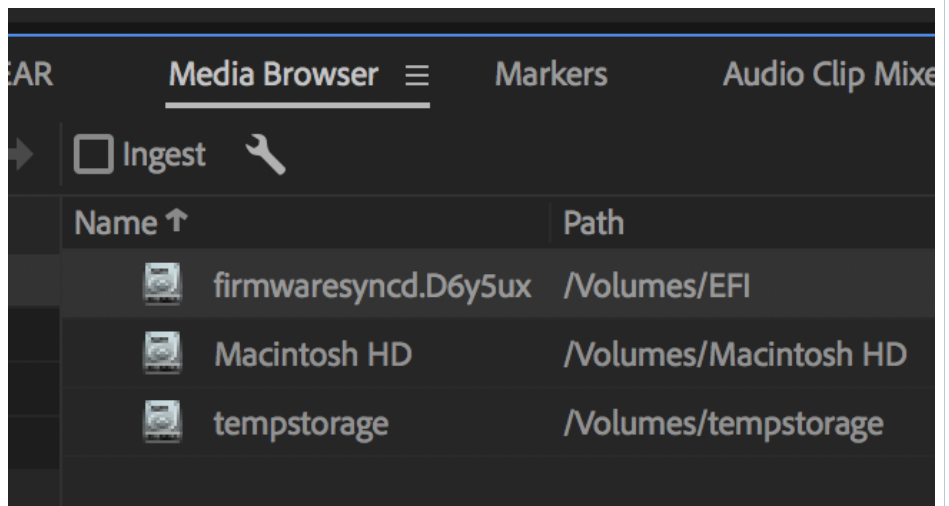 EAR Media Browser Markers Audio Clip Mixe
Ingest
Name Path
firmwaresyncd.D6y5ux /Volumes/EFI
Macintosh HD /Volumes/Macintosh HD
tempstorage /Volumes/tempstorage